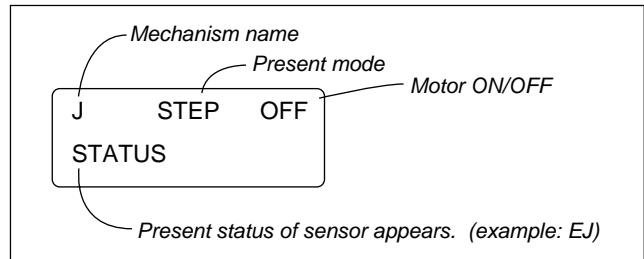 Mechanism name
Present mode
Motor ON/OFF
J STEP OFF
STATUS
Present status of sensor appears. (example: EJ)